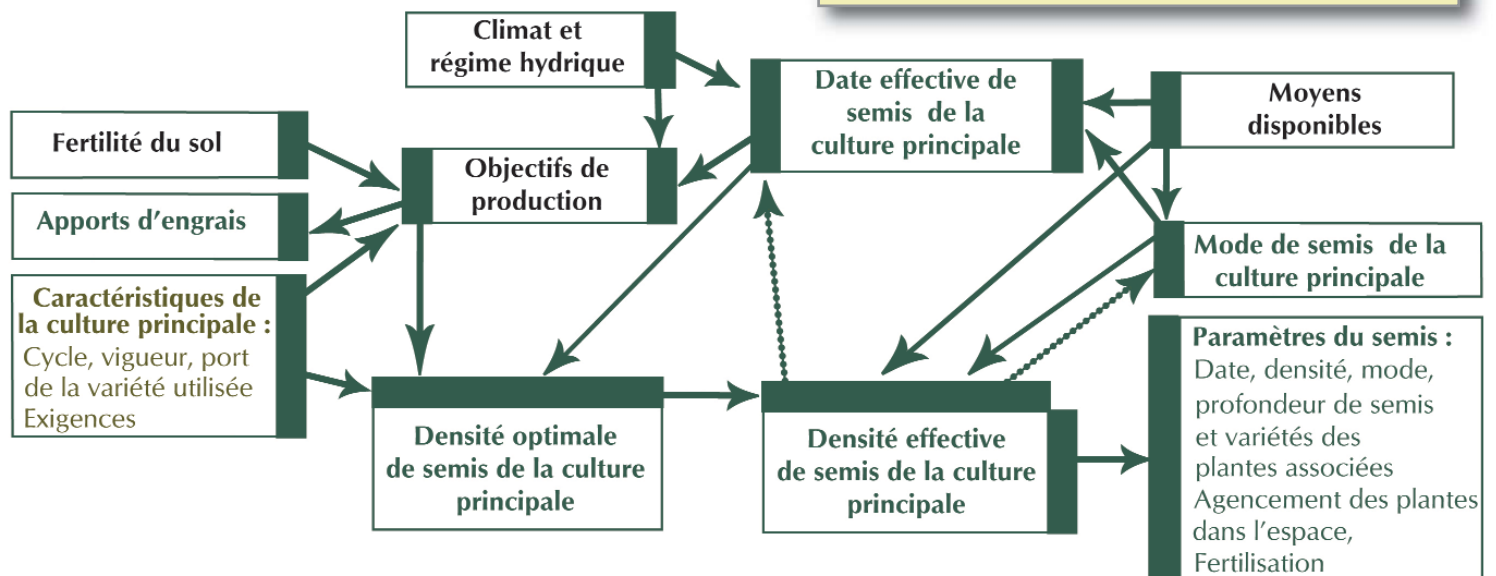 Climat et
régime hydrique
Date effective de
semis de la
culture principale
Moyens
disponibles
Fertilité du sol
Objectifs de
production
Apports d'engrais
Mode de semis de la
culture principale
Caractéristiques de
la culture principale :
Cycle, vigueur, port
de la variété utilisée
Exigences
Densité optimale
de semis de la culture
principale
Densité effective
de semis de la culture
principale
Paramètres du semis :
Date, densité, mode,
profondeur de semis
et variétés des
plantes associées
Agencement des plantes
dans l'espace,
Fertilisation